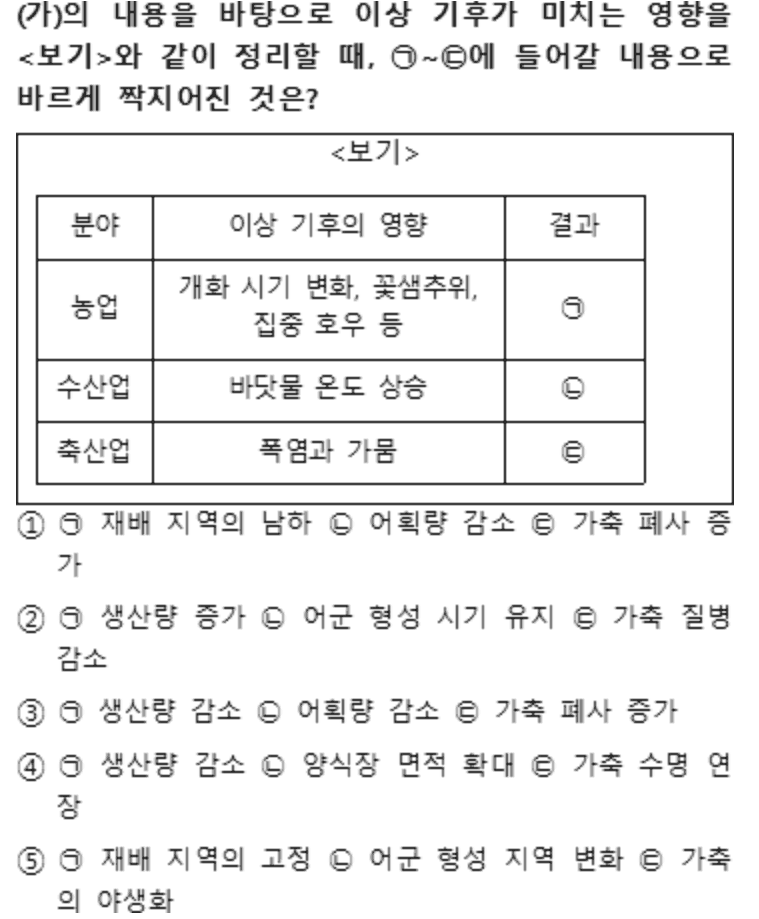 (가)의 내용을 바탕으로 이상 기후가 미치는 영향을
<보기>와 같이 정리할 때, ㉠~㉢에 들어갈 내용으로
바르게 짝지어진 것은?
<보기>
분야 이상 기후의 영향 결과
농업 개화 시기 변화, 꽃샘추위,
집중 호우 등 ㉠
수산업 바닷물 온도 상승 ㉡
축산업 폭염과 가뭄 ㉢
① ㉠ 재배 지역의 남하 ㉡ 어획량 감소 ㉢ 가축 폐사 증
가
② ㉠ 생산량 증가 ㉡ 어군 형성 시기 유지 ㉢ 가축 질병
감소
③ ㉠ 생산량 감소 ㉡ 어획량 감소 ㉢ 가축 폐사 증가
④ ㉠ 생산량 감소 ㉡ 양식장 면적 확대 ㉢ 가축 수명 연
장
⑤ ㉠ 재배 지역의 고정 ㉡ 어군 형성 지역 변화 ㉢ 가축
의 야생화